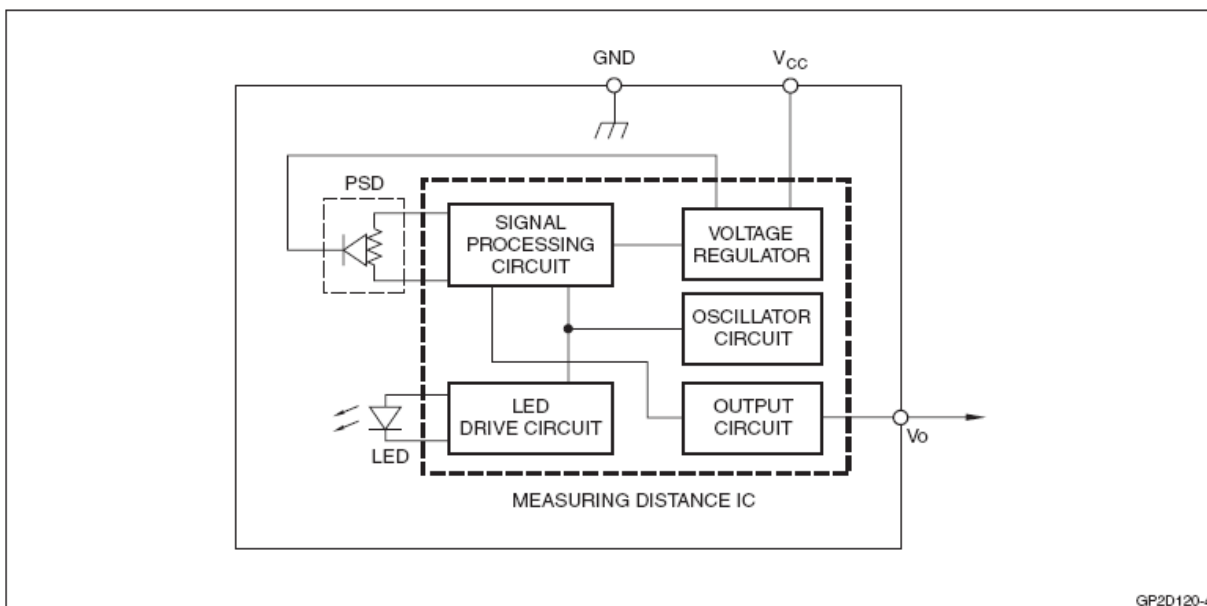 GND
VCC
PSD
SIGNAL
PROCESSING
CIRCUIT
VOLTAGE
REGULATOR
OSCILLATOR
CIRCUIT
LED
DRIVE CIRCUIT
OUTPUT
CIRCUIT
LED
Vo
MEASURING DISTANCE IC